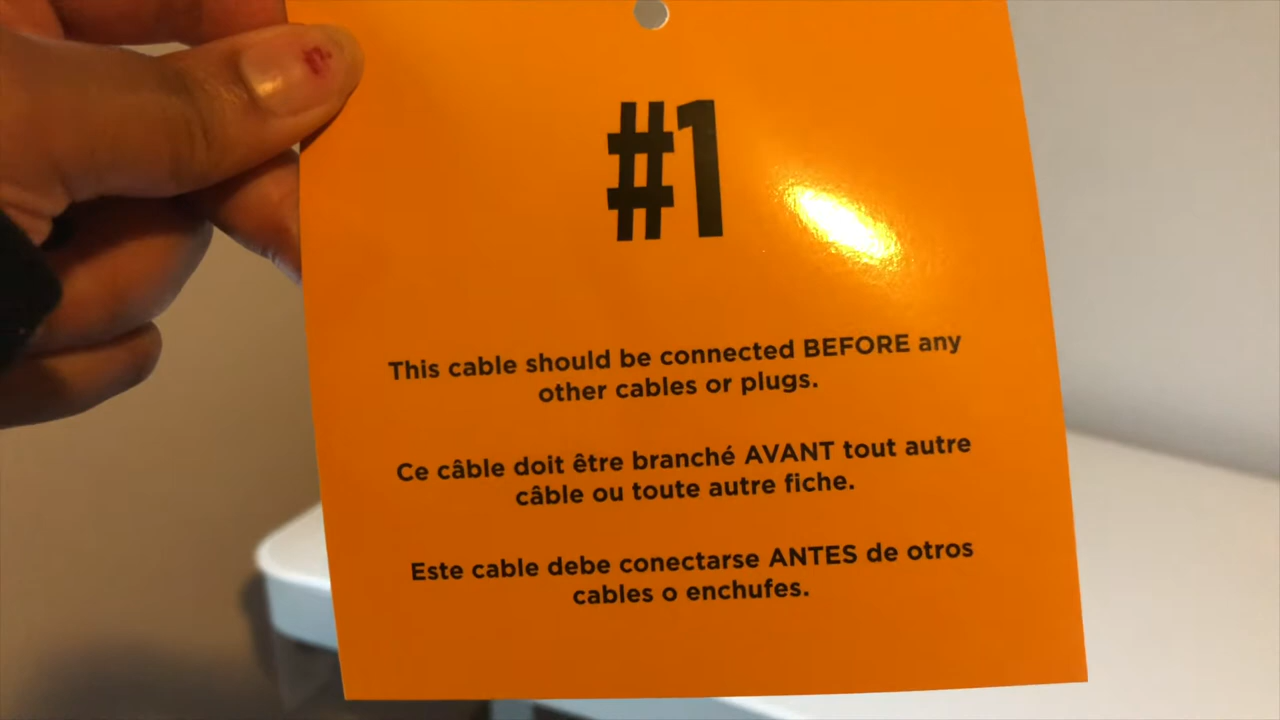 #1
This cable should be connected BEFORE any
other cables or plugs.
Ce câble doit être branché AVANT tout autre
câble ou toute autre fiche.
Este cable debe conectarse ANTES de otros
cables o enchufes.